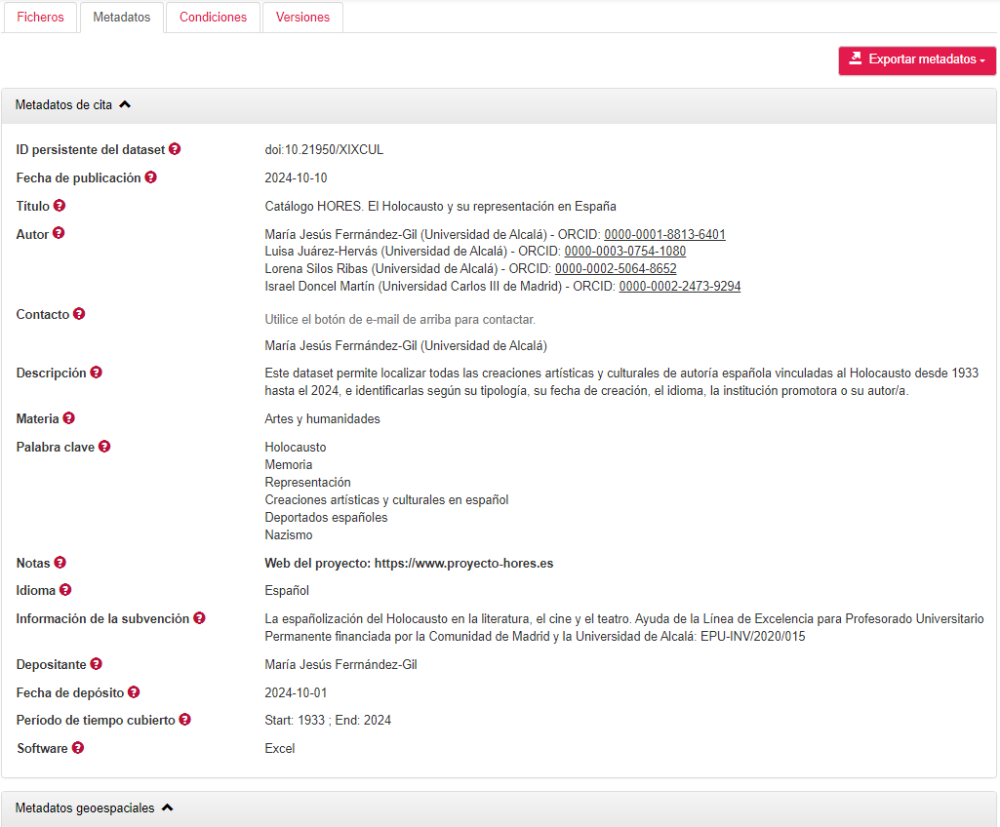 Ficheros Metadatos Condiciones Versiones
Exportar metadatos
Metadatos de cita
ID persistente del dataset doi:10.21950/XIXCUL
Fecha de publicación 2024-10-10
Título Catálogo HORES. El Holocausto y su representación en España
Autor María Jesús Fernández-Gil (Universidad de Alcalá) - ORCID: 0000-0001-8813-6401
Luisa Juárez-Hervás (Universidad de Alcalá) - ORCID: 0000-0003-0754-1080
Lorena Silos Ribas (Universidad de Alcalá) - ORCID: 0000-0002-5064-8652
Israel Doncel Martín (Universidad Carlos III de Madrid) - ORCID: 0000-0002-2473-9294
Contacto Utilice el botón de e-mail de arriba para contactar.
María Jesús Fernández-Gil (Universidad de Alcalá)
Descripción Este dataset permite localizar todas las creaciones artísticas y culturales de autoría española vinculadas al Holocausto desde 1933
hasta el 2024, e identificarlas según su tipología, su fecha de creación, el idioma, la institución promotora o su autor/a.
Materia Artes y humanidades
Palabra clave Holocausto
Memoria
Representación
Creaciones artísticas y culturales en español
Deportados españoles
Nazismo
Notas Web del proyecto: https://www.proyecto-hores.es
Idioma Español
Información de la subvención La españolización del Holocausto en la literatura, el cine y el teatro. Ayuda de la Línea de Excelencia para Profesorado Universitario
Permanente financiada por la Comunidad de Madrid y la Universidad de Alcalá: EPU-INV/2020/015
Depositante María Jesús Fernández-Gil
Fecha de depósito 2024-10-01
Período de tiempo cubierto Start: 1933 ; End: 2024
Software Excel
Metadatos geoespaciales